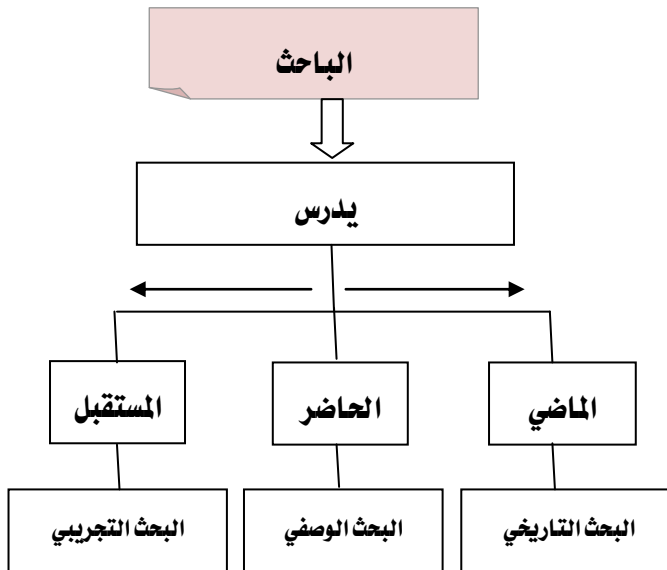 الباحث
يدرس
الماضي
الحاضر
المستقبل
البحث التاريخي
البحث الوصفي
البحث التجريبي